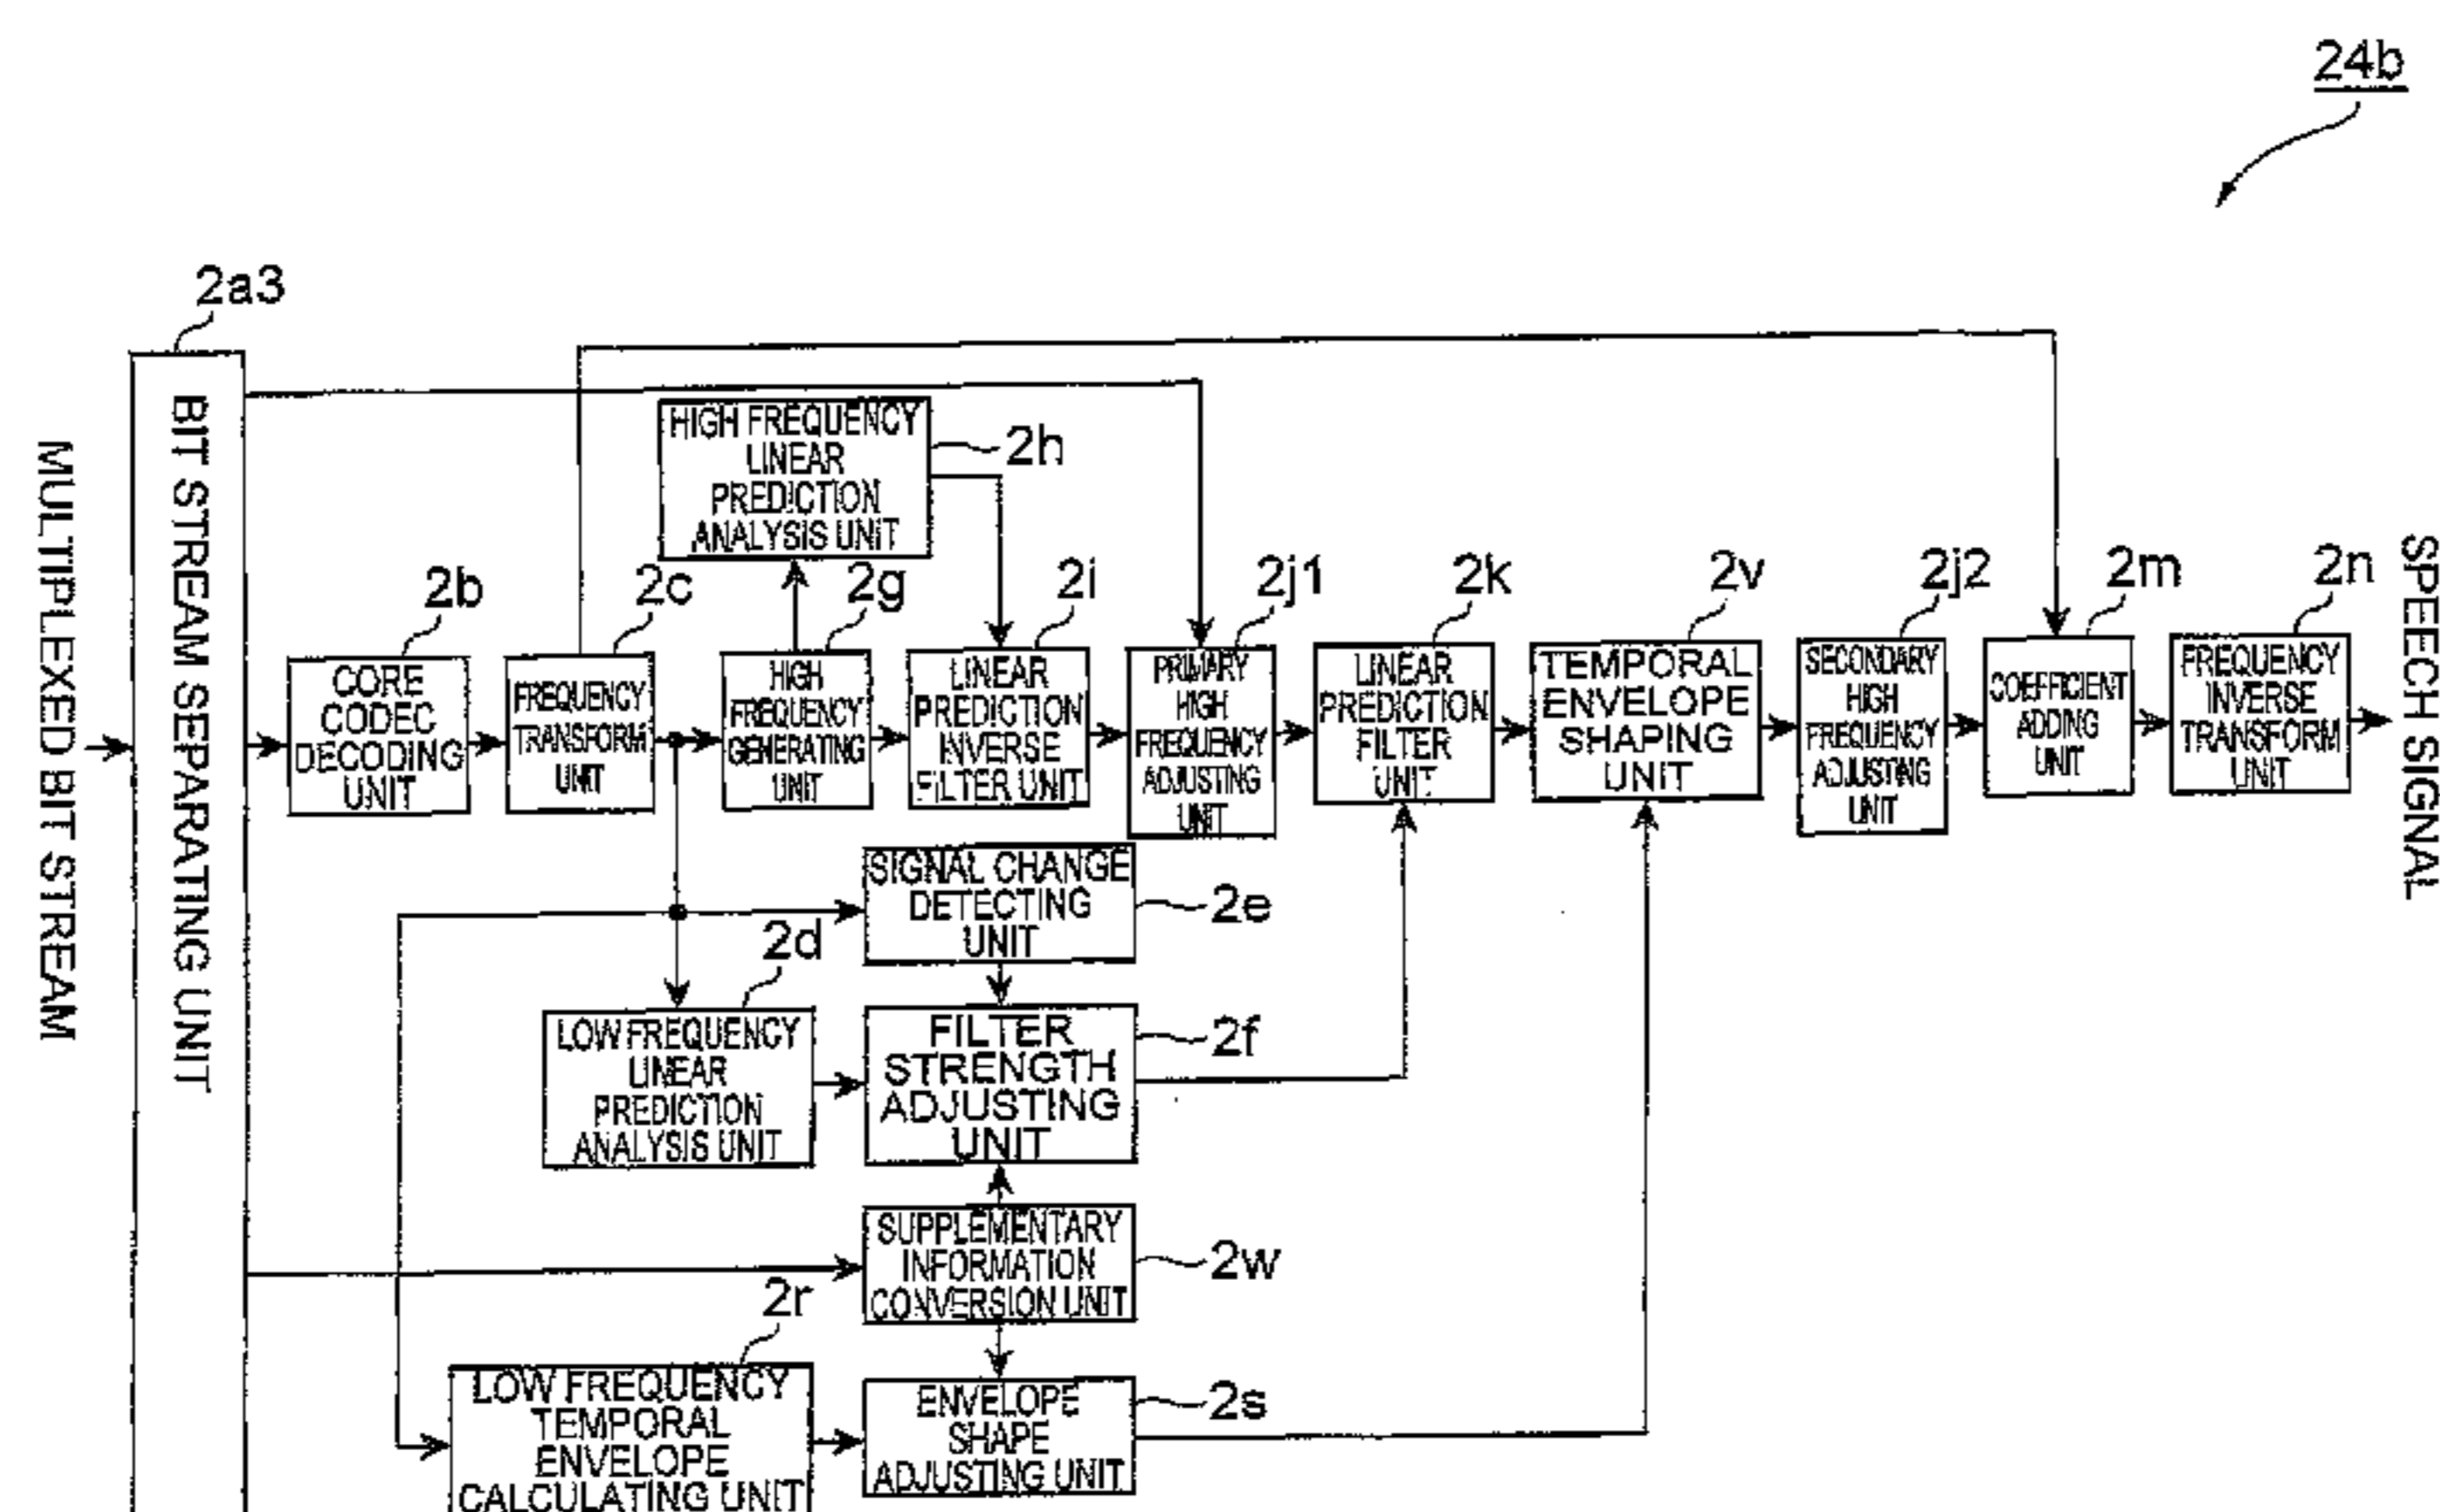 24b
2a3
MULTIPLEXED BIT STREAM
BIT STREAM SEPARATING UNIT
HIGH FREQUENCY
LINEAR
PREDICTION
ANALYSIS UNIT
2h
2b
CORE
CODEC
DECODING
UNIT
2c
FREQUENCY
TRANSFORM
UNIT
2g
HIGH
FREQUENCY
GENERATING
UNIT
2i
LINEAR
PREDICTION
INVERSE
FILTER UNIT
2j1
PRIMARY
HIGH
FREQUENCY
ADJUSTING
UNIT
2k
LINEAR
PREDICTION
FILTER
UNIT
2v
TEMPORAL
ENVELOPE
SHAPING
UNIT
2j2
SECONDARY
HIGH
FREQUENCY
ADJUSTING
UNIT
2m
COEFFICIENT
ADDING
UNIT
2n
FREQUENCY
INVERSE
TRANSFORM
UNIT
SPEECH SIGNAL
SIGNAL CHANGE
DETECTING
UNIT
2e
2d
LOW FREQUENCY
LINEAR
PREDICTION
ANALYSIS UNIT
FILTER
STRENGTH
ADJUSTING
UNIT
2f
SUPPLEMENTARY
INFORMATION
CONVERSION UNIT
2w
2r
LOW FREQUENCY
TEMPORAL
ENVELOPE
CALCULATING UNIT
ENVELOPE
SHAPE
ADJUSTING UNIT
2s